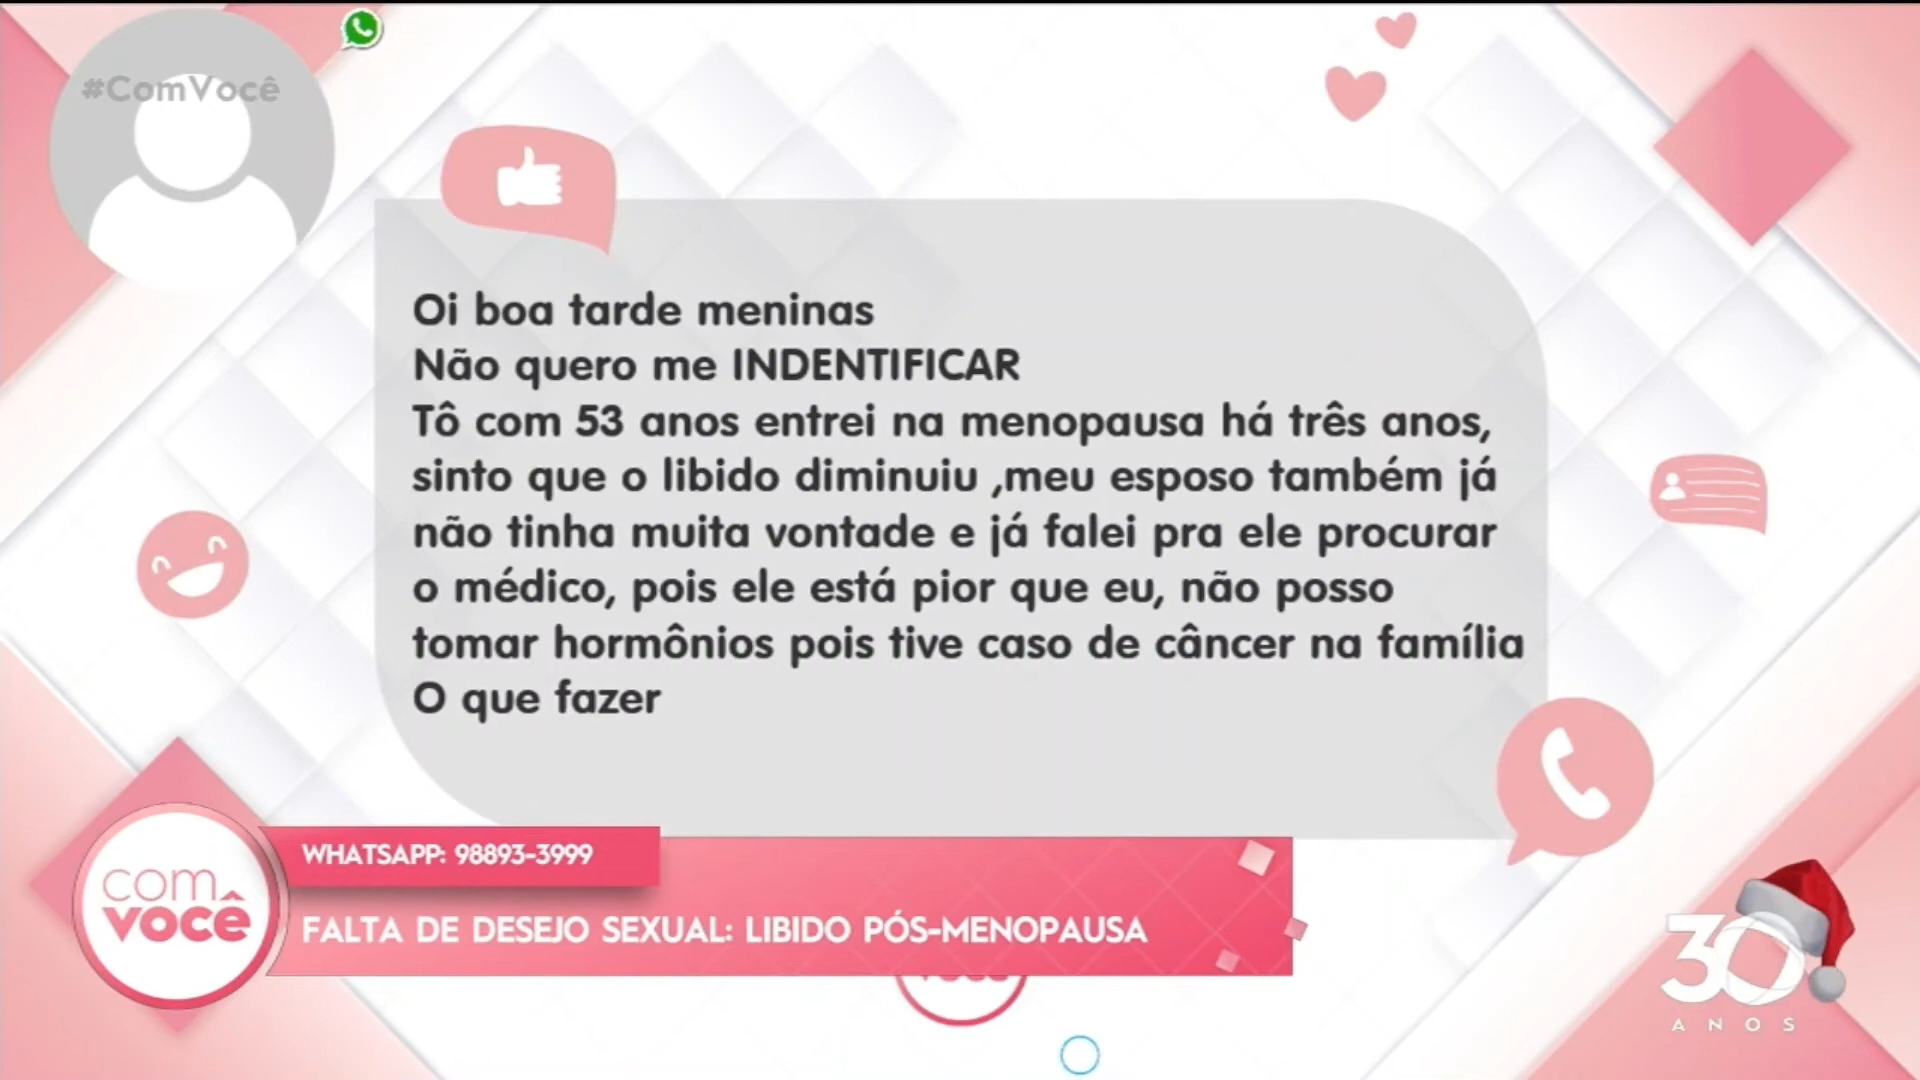 #ComVocê
Oi boa tarde meninas
Não quero me INDENTIFICAR
Tô com 53 anos entrei na menopausa há três anos,
sinto que o libido diminuiu ,meu esposo também já
não tinha muita vontade e já falei pra ele procurar
o médico, pois ele está pior que eu, não posso
tomar hormônios pois tive caso de câncer na família
O que fazer
WHATSAPP: 98893-3999
com
você
FALTA DE DESEJO SEXUAL: LIBIDO PÓS-MENOPAUSA
30
ANOS